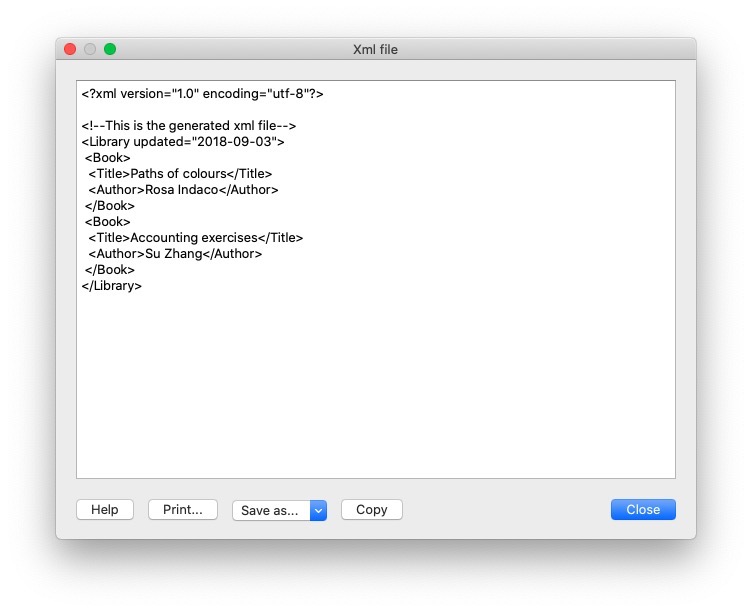 Xml file
<?xml version="1.0" encoding="utf-8"?>
<!--This is the generated xml file-->
<Library updated="2018-09-03">
<Book>
<Title>Paths of colours</Title>
<Author>Rosa Indaco</Author>
</Book>
<Book>
<Title>Accounting exercises</Title>
<Author>Su Zhang</Author>
</Book>
</Library>
Help Print... Save as... Copy Close